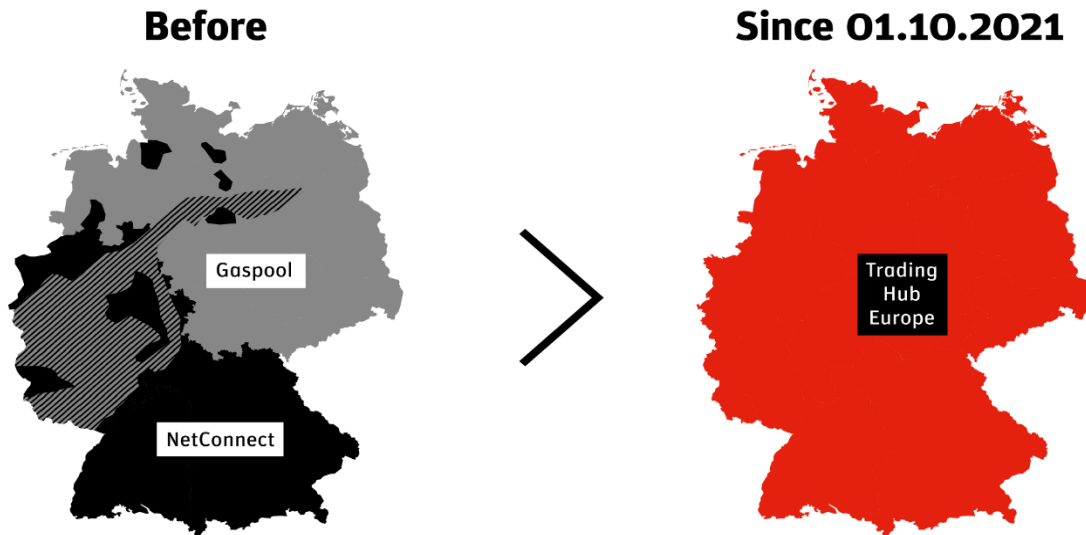 Before
Since 01.10.2021
Gaspool
NetConnect
Trading
Hub
Europe